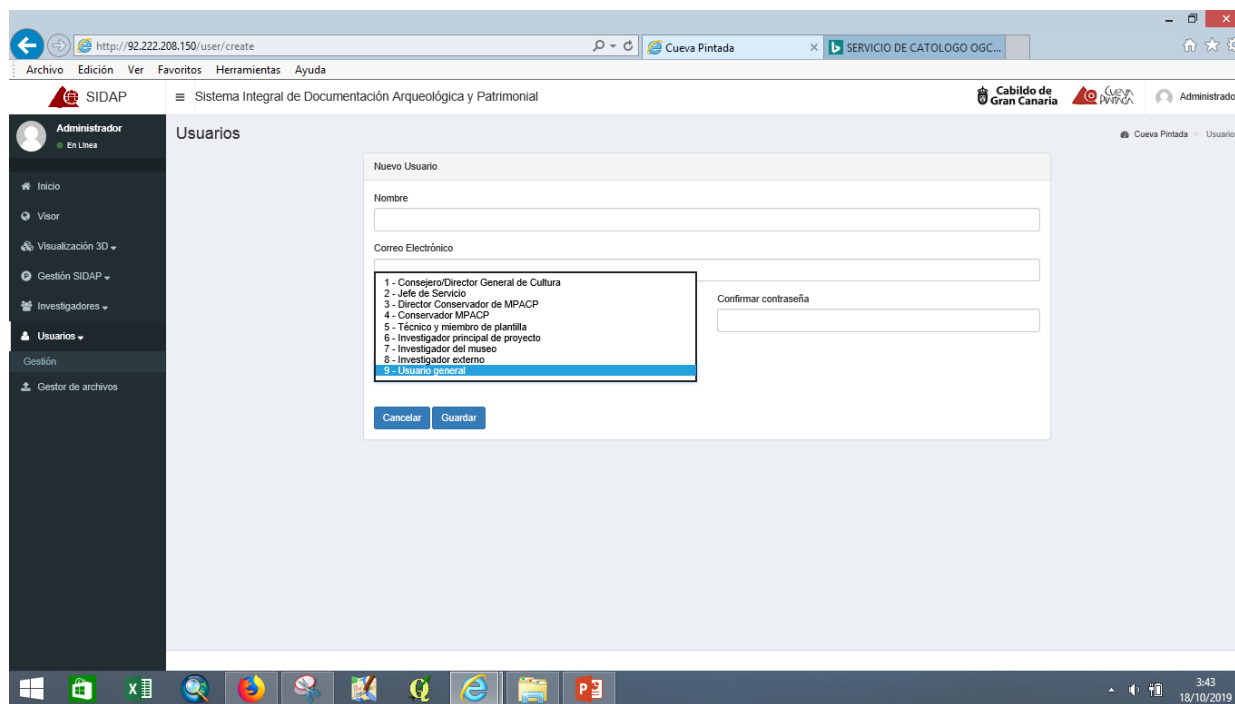 http://92.222.208.150/user/create
Cueva Pintada
SERVICIO DE CATOLOGO OGC...
Archivo Edición Ver Favoritos Herramientas Ayuda
SIDAP
Sistema Integral de Documentación Arqueológica y Patrimonial
Cabildo de
Gran Canaria
CUEVA
PINTADA
Administrado
Administrador
En Línea
Usuarios
Cueva Pintada > Usuario
Nuevo Usuario
Inicio
Nombre
Visor
Visualización 3D
Correo Electrónico
Gestión SIDAP
1 - Consejero/Director General de Cultura
2 - Jefe de Servicio
3 - Director Conservador de MPACP
4 - Conservador MPACP
5 - Técnico y miembro de plantilla
6 - Investigador principal de proyecto
7 - Investigador del museo
8 - Investigador externo
9 - Usuario general
Confirmar contraseña
Investigadores
Usuarios
Gestión
Gestor de archivos
Cancelar Guardar
3:43
18/10/2019